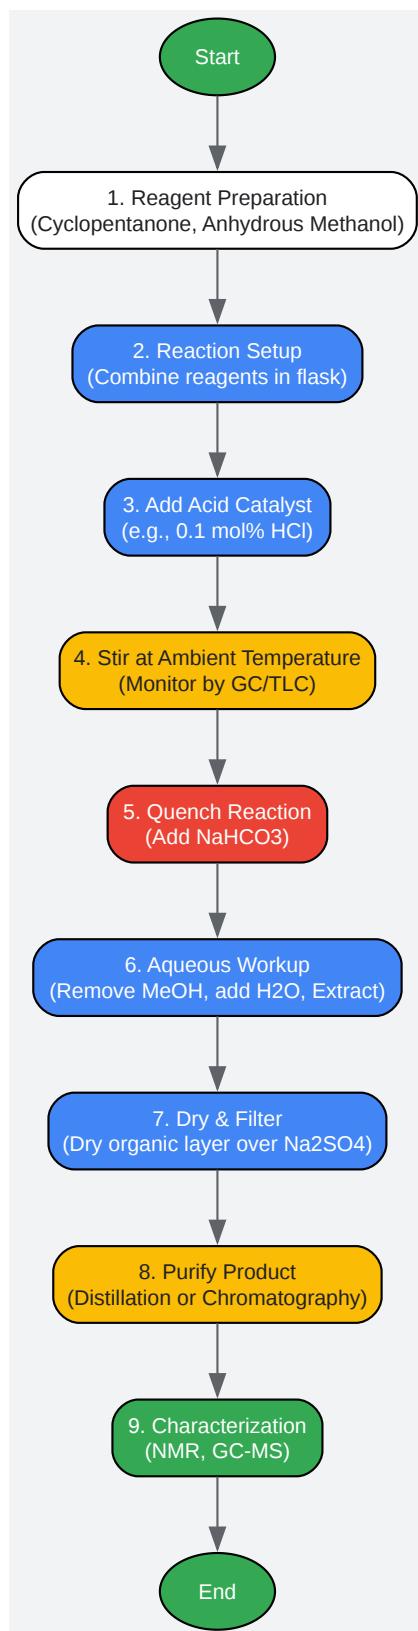 Start
1. Reagent Preparation
(Cyclopentanone, Anhydrous Methanol)
2. Reaction Setup
(Combine reagents in flask)
3. Add Acid Catalyst
(e.g., 0.1 mol% HCl)
4. Stir at Ambient Temperature
(Monitor by GC/TLC)
5. Quench Reaction
(Add NaHCO3)
6. Aqueous Workup
(Remove MeOH, add H2O, Extract)
7. Dry & Filter
(Dry organic layer over Na2SO4)
8. Purify Product
(Distillation or Chromatography)
9. Characterization
(NMR, GC-MS)
End